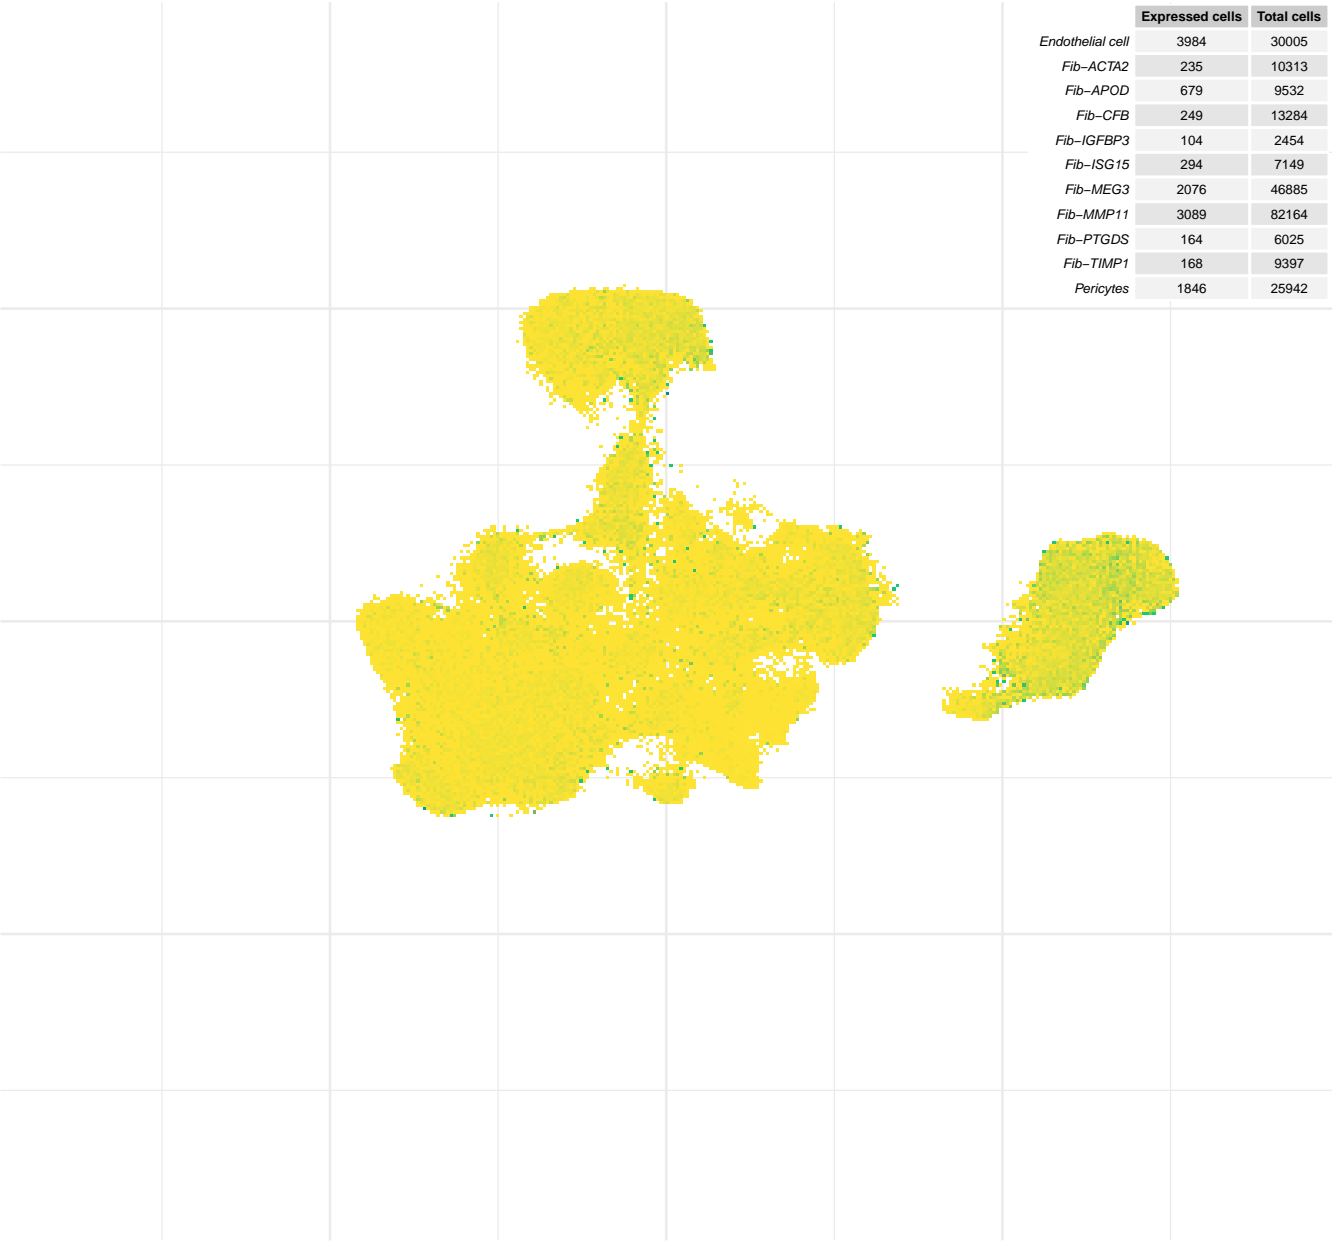 Expressed cells Total cells
Endothelial cell 3984 30005
Fib−ACTA2 235 10313
Fib−APOD 679 9532
Fib−CFB 249 13284
Fib−IGFBP3 104 2454
Fib−ISG15 294 7149
Fib−MEG3 2076 46885
Fib−MMP11 3089 82164
Fib−PTGDS 164 6025
Fib−TIMP1 168 9397
Pericytes 1846 25942